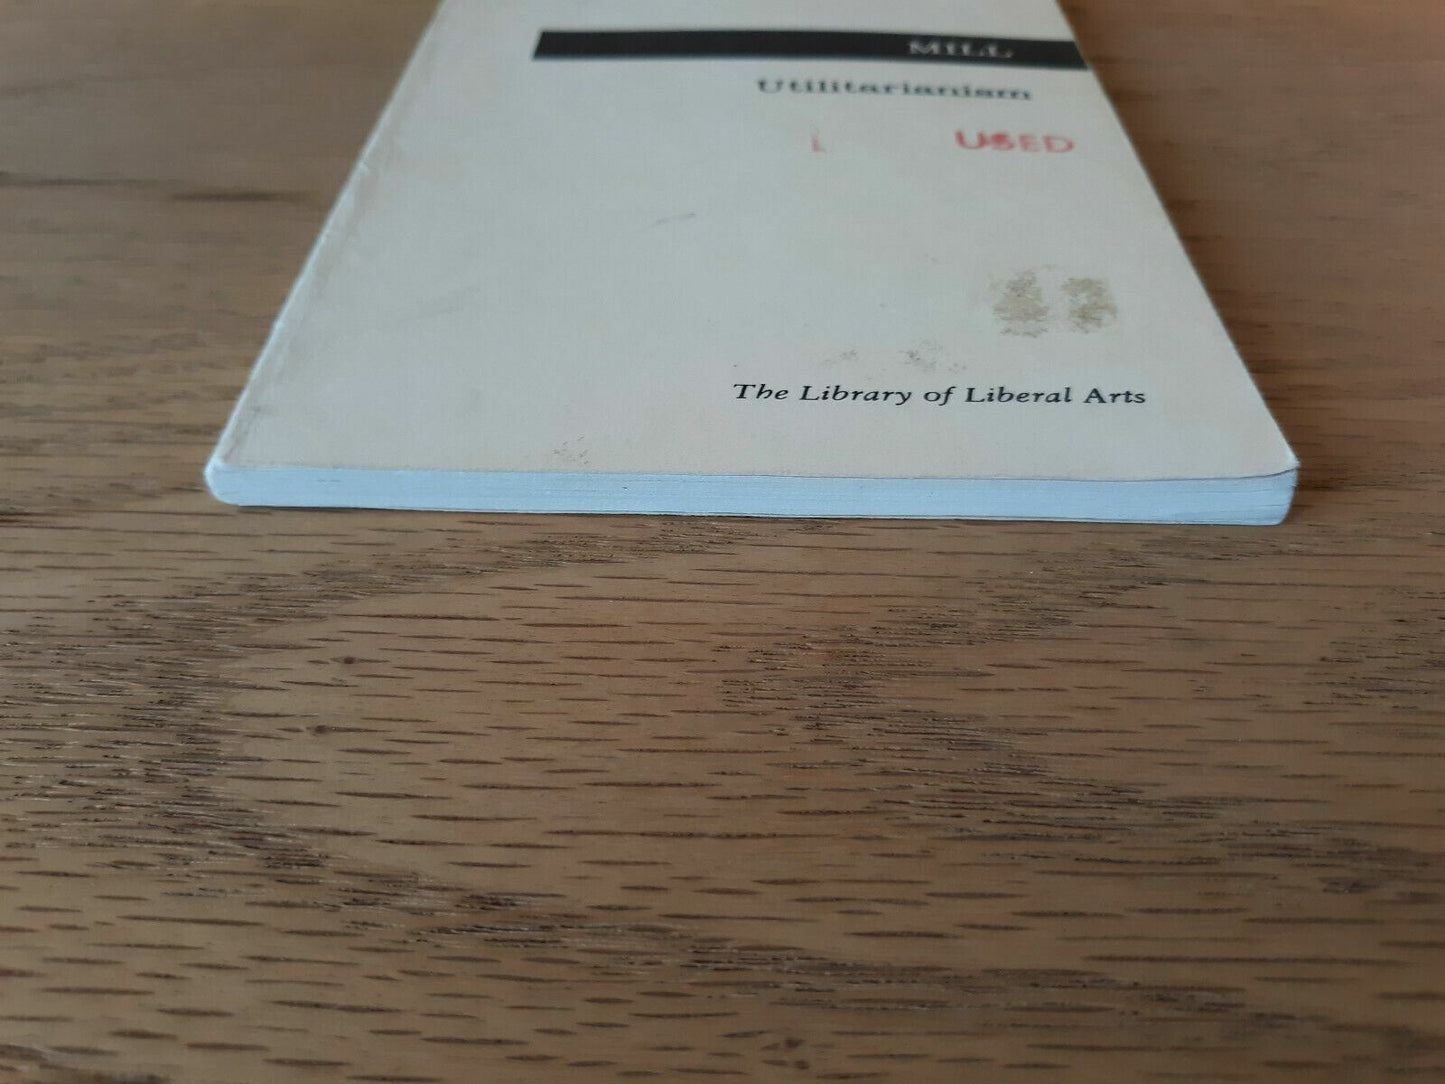 MILL
Utilitarianism
USED
The Library of Liberal Arts